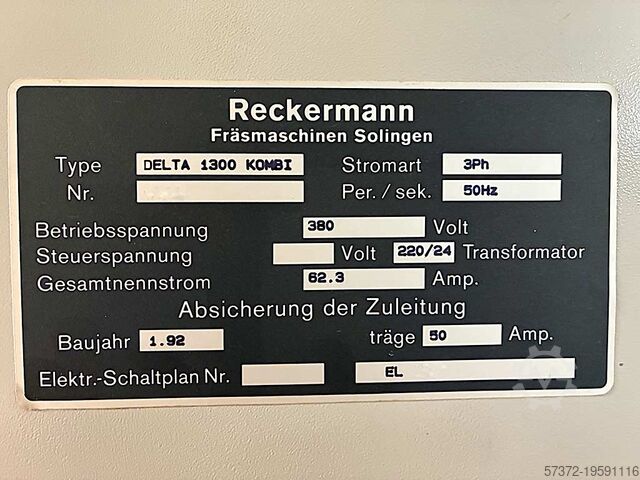 Reckermann
Fräsmaschinen Solingen
Type DELTA 1300 KOMBI Stromart 3Ph
Nr. Per. / sek. 50Hz
Betriebsspannung 380 Volt
Steuerspannung Volt 220/24 Transformator
Gesamtnennstrom 62.3 Amp.
Absicherung der Zuleitung
Baujahr 1.92 träge 50 Amp.
Elektr.-Schaltplan Nr. EL
57372-19591116